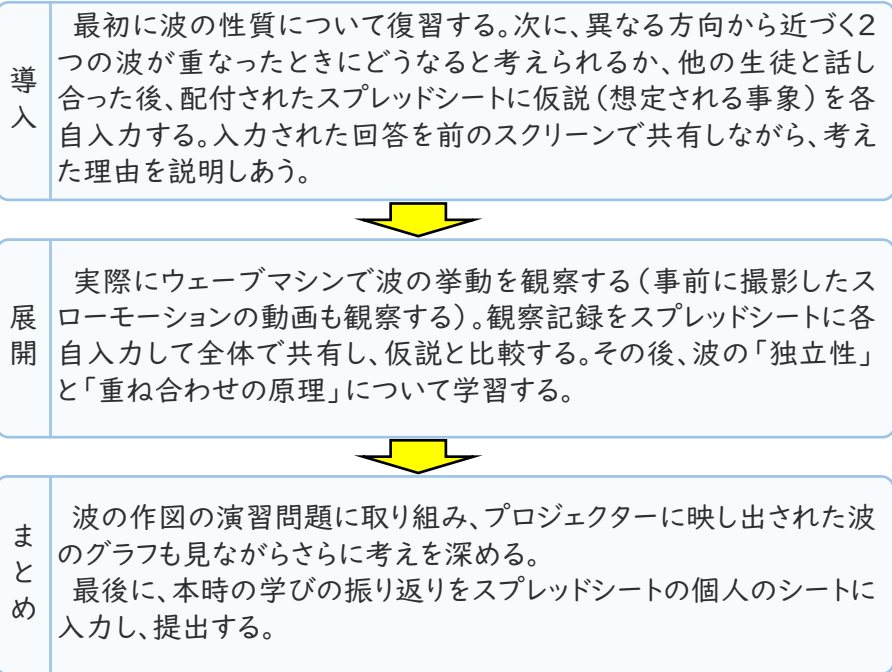 導入
最初に波の性質について復習する。次に、異なる方向から近づく2
つの波が重なったときにどうなると考えられるか、他の生徒と話し
合った後、配付されたスプレッドシートに仮説（想定される事象）を各
自入力する。入力された回答を前のスクリーンで共有しながら、考え
た理由を説明しあう。
展開
実際にウェーブマシンで波の挙動を観察する（事前に撮影したス
ローモーションの動画も観察する）。観察記録をスプレッドシートに各
自入力して全体で共有し、仮説と比較する。その後、波の「独立性」
と「重ね合わせの原理」について学習する。
まとめ
波の作図の演習問題に取り組み、プロジェクターに映し出された波
のグラフも見ながらさらに考えを深める。
最後に、本時の学びの振り返りをスプレッドシートの個人のシートに
入力し、提出する。